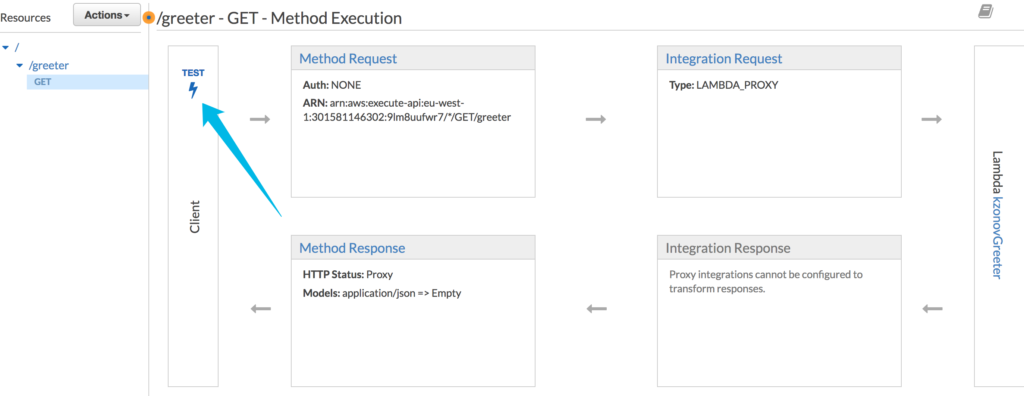 Resources
Actions
/greeter - GET - Method Execution
/
/greeter
GET
TEST
Client
Method Request
Auth: NONE
ARN: arn:aws:execute-api:eu-west-
1:301581146302:9lm8uufwr7/*/GET/greeter
Integration Request
Type: LAMBDA_PROXY
Lambda kzonovGreeter
Method Response
HTTP Status: Proxy
Models: application/json => Empty
Integration Response
Proxy integrations cannot be configured to
transform responses.